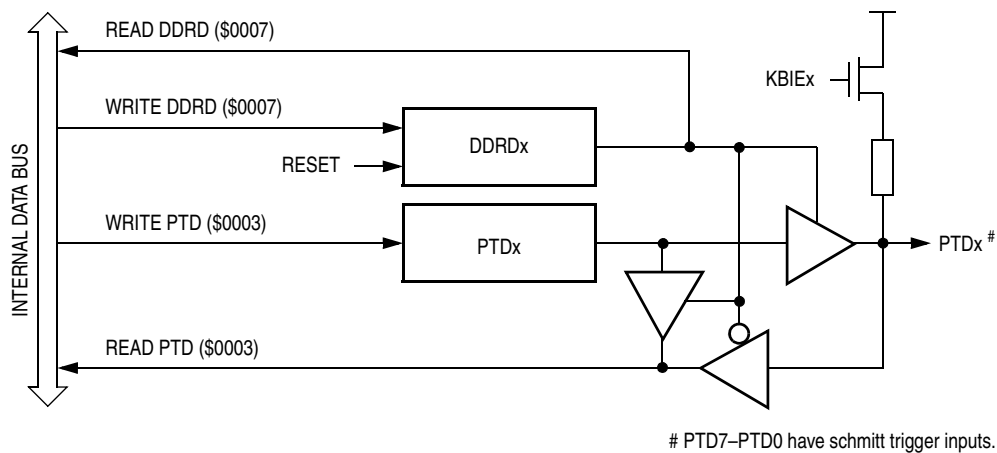 READ DDRD ($0007)
KBIEx
WRITE DDRD ($0007)
DDRDx
RESET
INTERNAL DATA BUS
WRITE PTD ($0003)
PTDx
PTDx #
READ PTD ($0003)
# PTD7–PTD0 have schmitt trigger inputs.